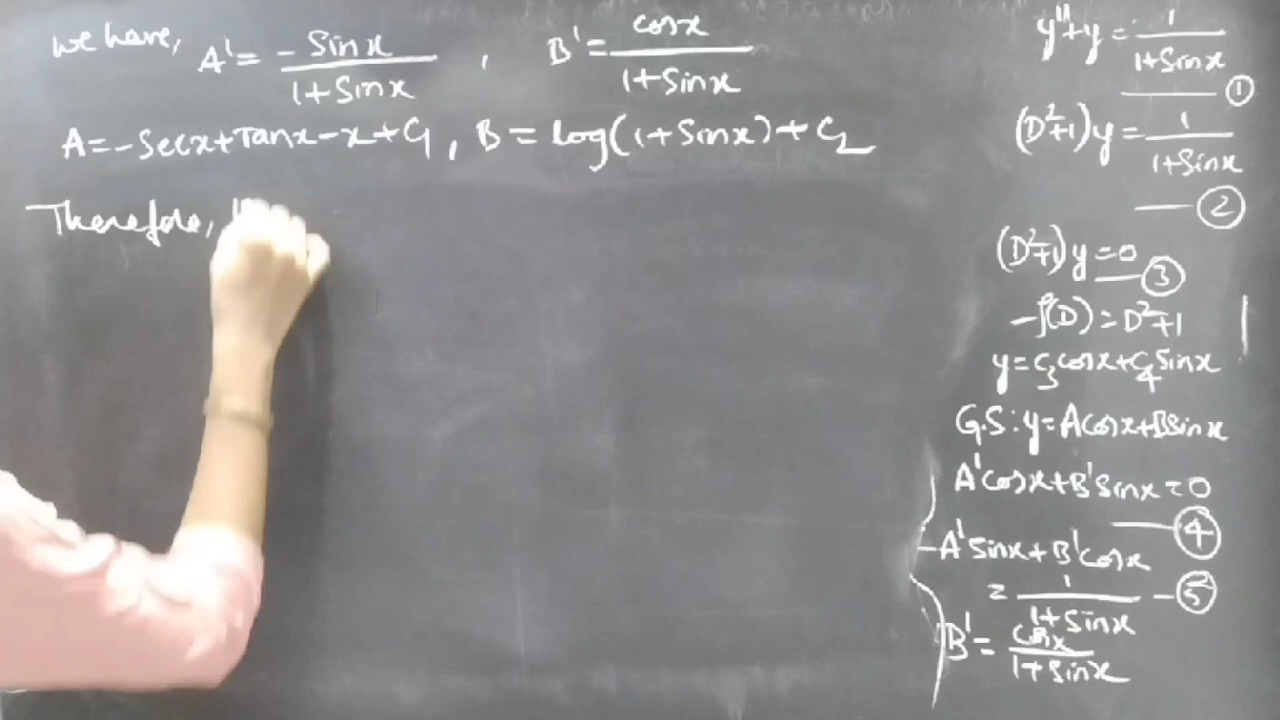 we have, A' = -Sinx / 1+Sinx , B' = cosx / 1+Sinx
A = -Secx+Tanx-x+C1, B = log(1+Sinx)+C2
Therefore,
y''+y = 1 / 1+Sinx — ①
(D²+1)y = 1 / 1+Sinx — ②
(D²+1)y = 0 — ③
f(D) = D²+1
y = C3cosx+C4Sinx
G.S: y = Acosx+BSinx
A'cosx+B'Sinx = 0 — ④
-A'Sinx+B'cosx
= 1 / 1+Sinx — ⑤
B' = cosx / 1+Sinx